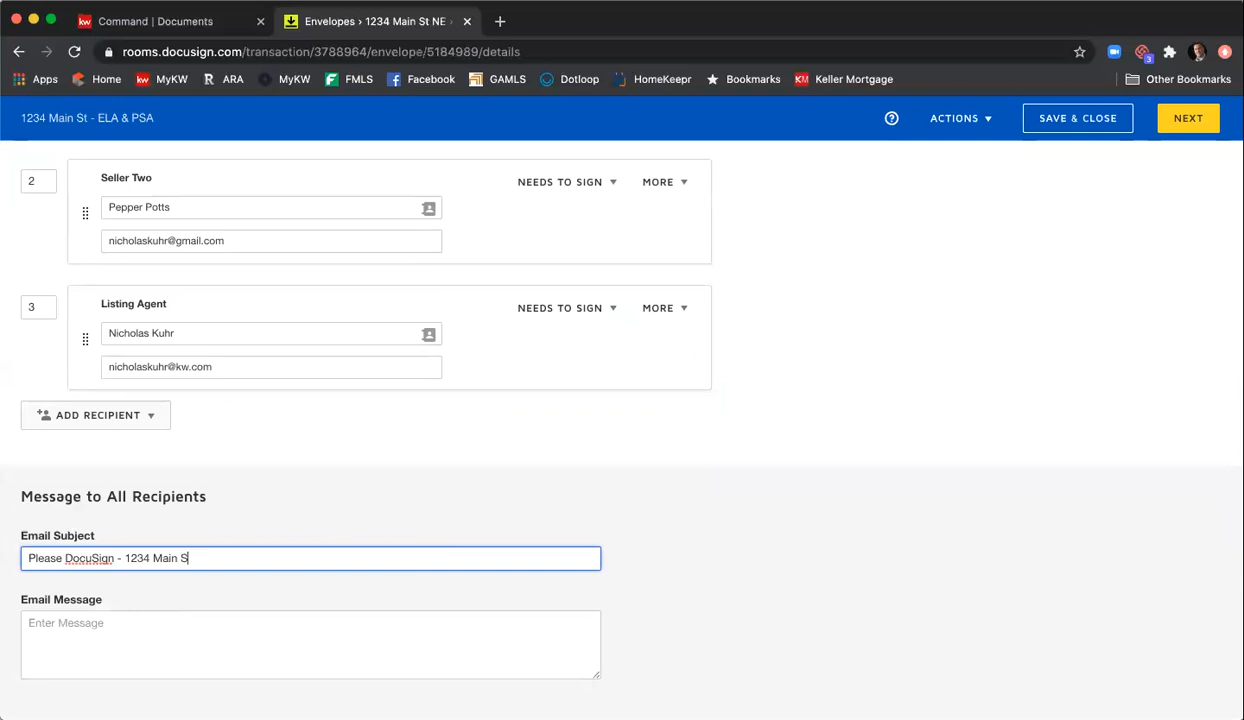 kw Command | Documents
Envelopes › 1234 Main St NE ›
rooms.docusign.com/transaction/3788964/envelope/5184989/details
3
Apps Home kw MyKW R ARA MyKW F FMLS f Facebook GAMLS Dotloop HomeKeepr Bookmarks KM Keller Mortgage Other Bookmarks
1234 Main St - ELA & PSA ? ACTIONS SAVE & CLOSE NEXT
2 Seller Two NEEDS TO SIGN MORE
Pepper Potts
nicholaskuhr@gmail.com
3 Listing Agent NEEDS TO SIGN MORE
Nicholas Kuhr
nicholaskuhr@kw.com
ADD RECIPIENT
Message to All Recipients
Email Subject
Please DocuSign - 1234 Main S
Email Message
Enter Message